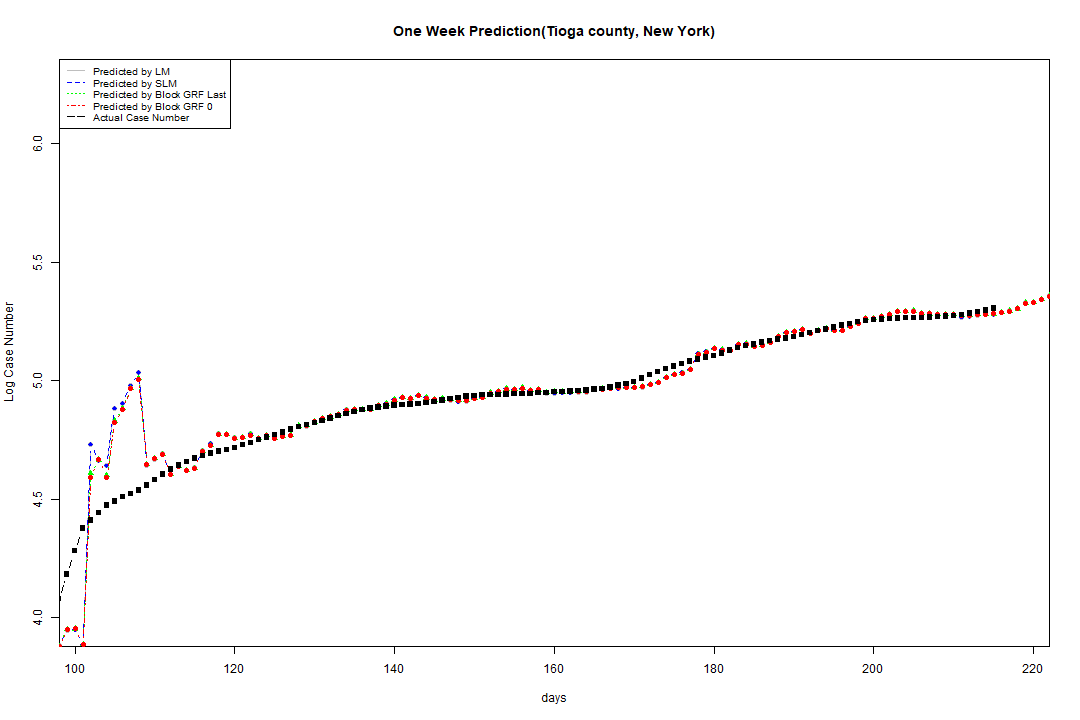 One Week Prediction(Tioga county, New York)
Predicted by LM
Predicted by SLM
Predicted by Block GRF Last
Predicted by Block GRF 0
Actual Case Number
6.0
5.5
5.0
4.5
4.0
Log Case Number
100 120 140 160 180 200 220
days